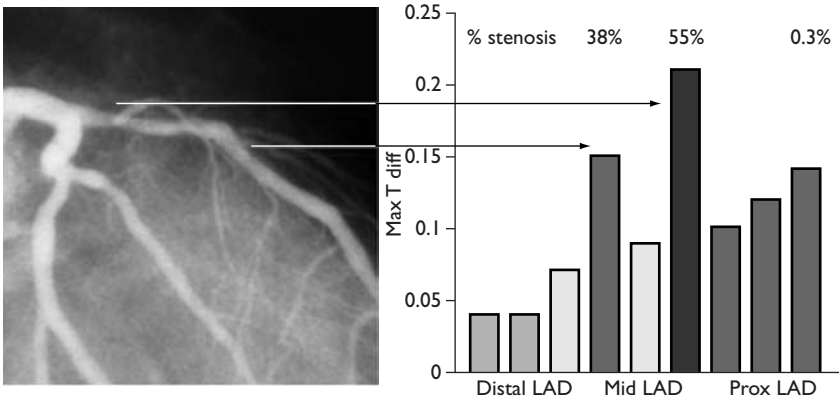 0.25
% stenosis 38% 55% 0.3%
0.2
0.15
Max T diff
0.1
0.05
0
Distal LAD Mid LAD Prox LAD